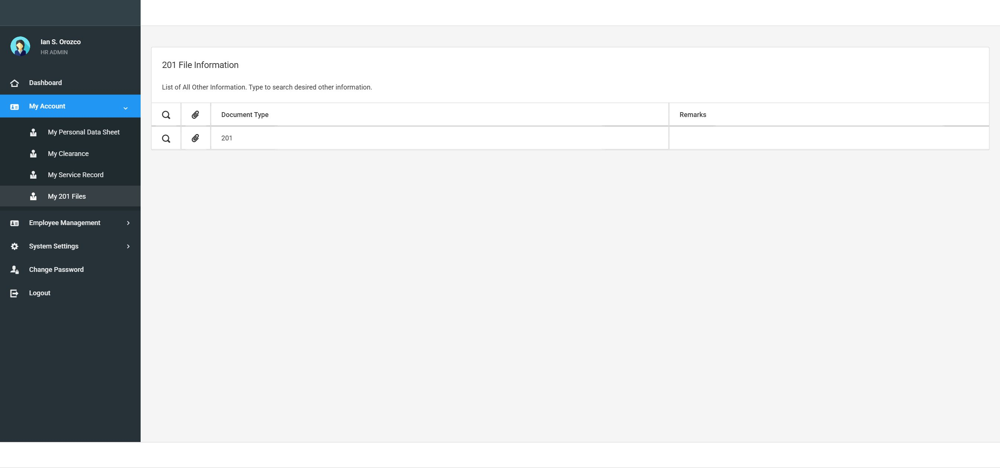 Ian S. Orozco
HR ADMIN
Dashboard
My Account
My Personal Data Sheet
My Clearance
My Service Record
My 201 Files
Employee Management
System Settings
Change Password
Logout
201 File Information
List of All Other Information. Type to search desired other information.
Document Type Remarks
201